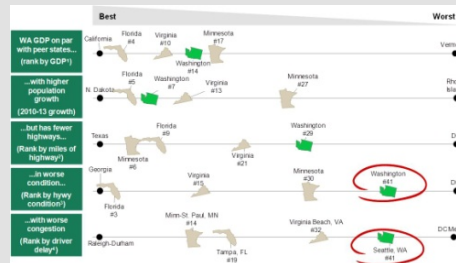 Best
Worst
WA GDP on par
with peer states...
(rank by GDP¹)
California
Florida
#4
Virginia
#10
Washington
#14
Minnesota
#17
...with higher
population
growth
(2010-13 growth)
N. Dakota
Florida
#5
Washington
#7
Virginia
#13
Minnesota
#27
...but has fewer
highways...
(Rank by miles of
highway²)
Texas
Minnesota
#6
Florida
#9
Virginia
#21
Washington
#29
...in worse
condition...
(Rank by hywy
condition³)
Georgia
Florida
#3
Virginia
#15
Minnesota
#30
Washington
#41
...with worse
congestion
(Rank by driver
delay⁴)
Raleigh-Durham
Minn-St. Paul, MN
#14
Tampa, FL
#19
Virginia Beach, VA
#32
Seattle, WA
#41